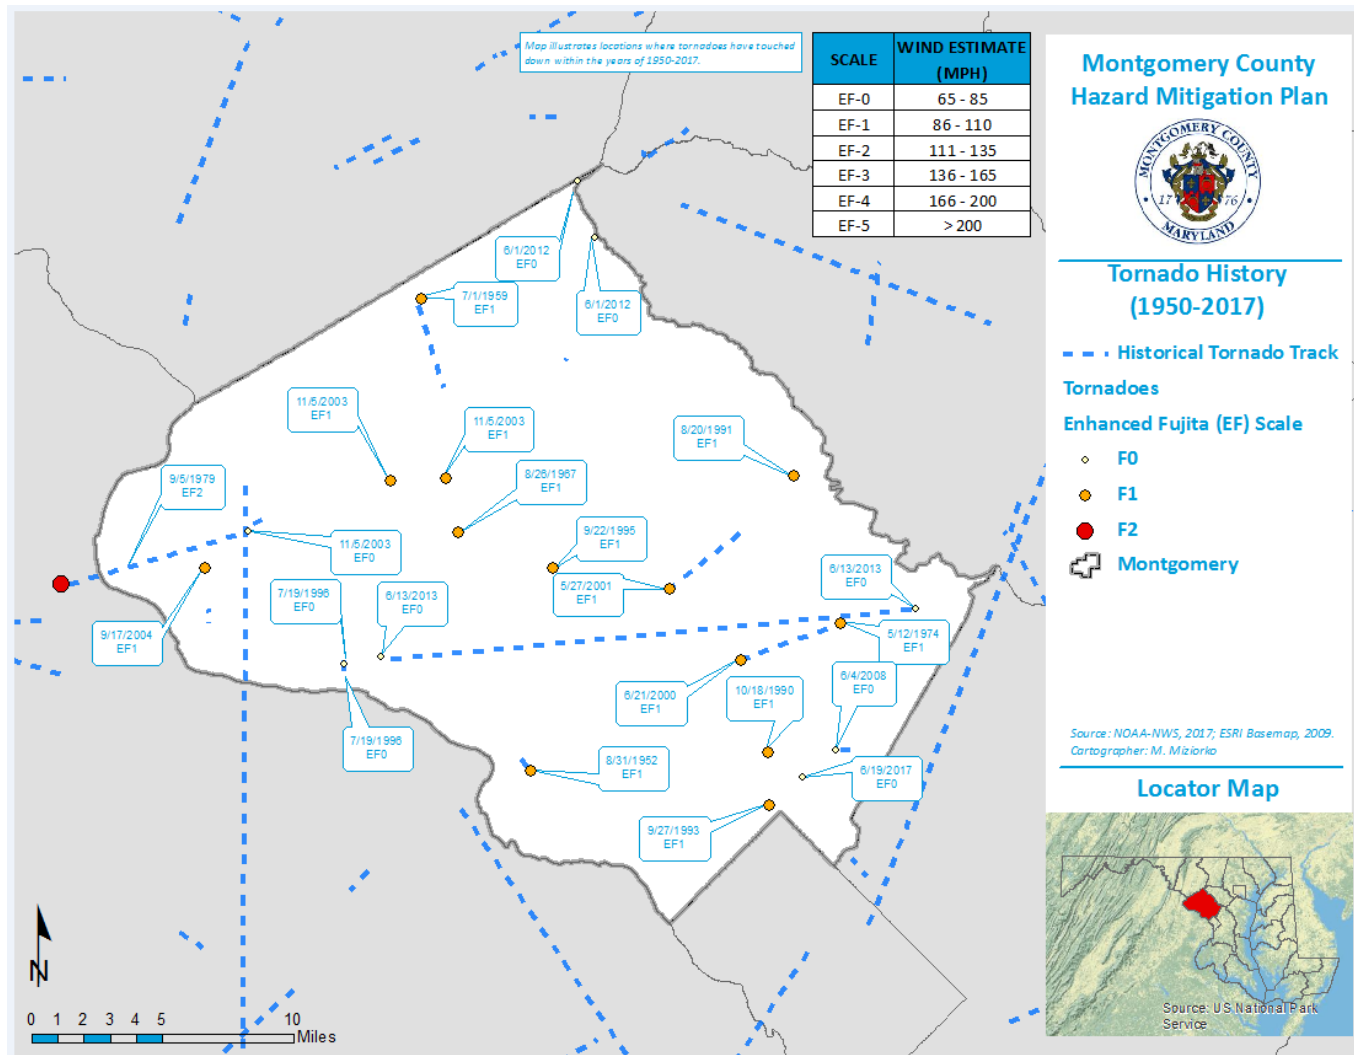 Map illustrates locations where tornadoes have touched
down within the years of 1950-2017.
SCALE WIND ESTIMATE (MPH)
EF-0 65 - 85
EF-1 86 - 110
EF-2 111 - 135
EF-3 136 - 165
EF-4 166 - 200
EF-5 > 200
6/1/2012
EF0
7/1/1959
EF1
6/1/2012
EF0
11/5/2003
EF1
11/5/2003
EF1
8/20/1991
EF1
9/5/1979
EF2
8/26/1967
EF1
11/5/2003
EF0
9/22/1995
EF1
5/27/2001
EF1
7/19/1996
EF0
6/13/2013
EF0
6/13/2013
EF0
9/17/2004
EF1
5/12/1974
EF1
6/21/2000
EF1
10/18/1990
EF1
6/4/2008
EF0
7/19/1996
EF0
8/31/1952
EF1
6/19/2017
EF0
9/27/1993
EF1
N
0 1 2 3 4 5 10
Miles
Montgomery County
Hazard Mitigation Plan
MONTGOMERY COUNTY
17 76
MARYLAND
Tornado History
(1950-2017)
Historical Tornado Track
Tornadoes
Enhanced Fujita (EF) Scale
F0
F1
F2
Montgomery
Source: NOAA-NWS, 2017; ESRI Basemap, 2009.
Cartographer: M. Miziorko
Locator Map
Source: US National Park
Service